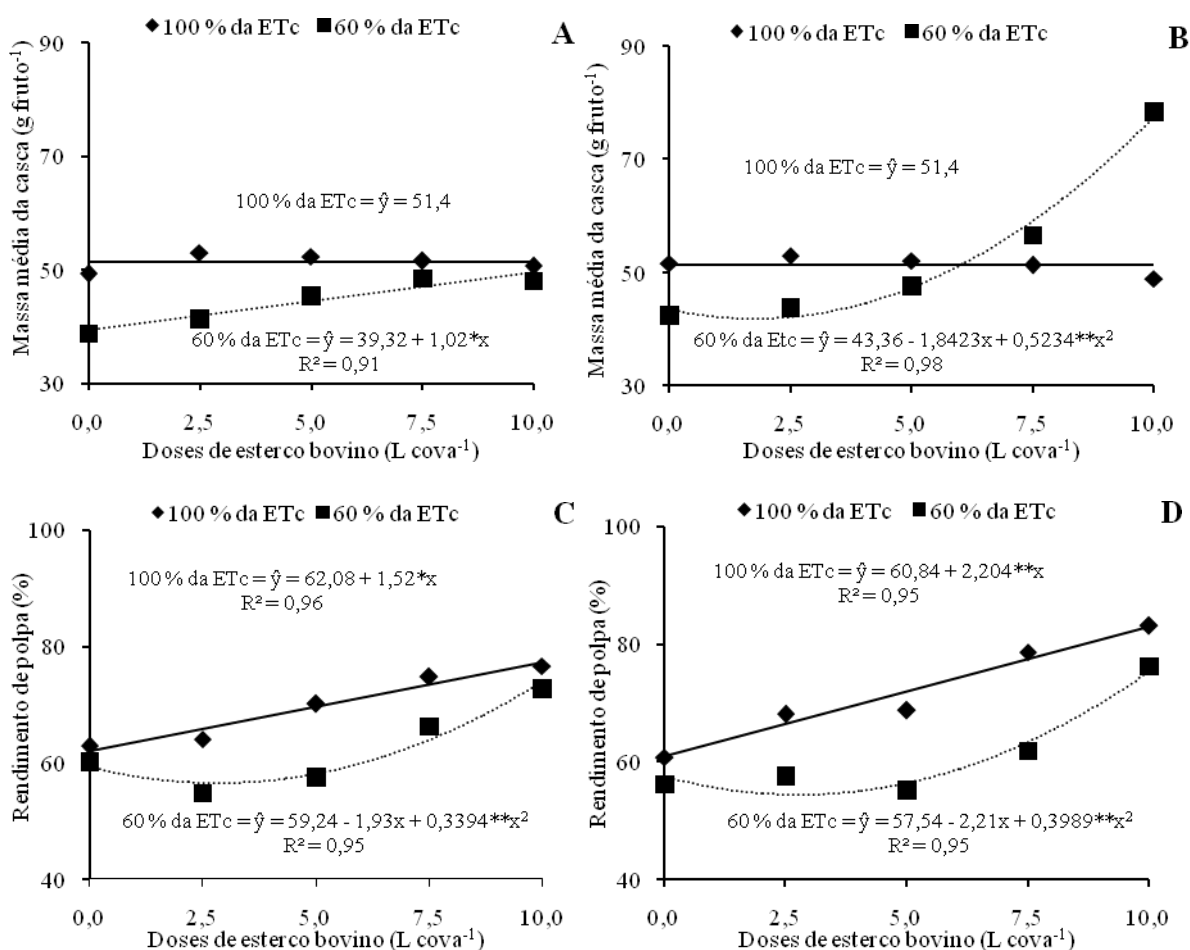 ◆100 % da ETc ■60 % da ETc
A
Massa média da casca (g fruto-1)
90
70
50
30
100 % da ETc = ŷ = 51,4
60 % da ETc = ŷ = 39,32 + 1,02*x
R² = 0,91
0,0 2,5 5,0 7,5 10,0
Doses de esterco bovino (L cova-1)
◆100 % da ETc ■60 % da ETc
B
Massa média da casca (g fruto-1)
90
70
50
30
100 % da ETc = ŷ = 51,4
60 % da Etc = ŷ = 43,36 - 1,8423x + 0,5234**x²
R² = 0,98
0,0 2,5 5,0 7,5 10,0
Doses de esterco bovino (L cova-1)
◆100 % da ETc ■60 % da ETc
C
Rendimento de polpa (%)
100
80
60
40
100 % da ETc = ŷ = 62,08 + 1,52*x
R² = 0,96
60 % da ETc = ŷ = 59,24 - 1,93x + 0,3394**x²
R² = 0,95
0,0 2,5 5,0 7,5 10,0
Doses de esterco bovino (L cova-1)
◆100 % da ETc ■60 % da ETc
D
Rendimento de polpa (%)
100
80
60
40
100 % da ETc = ŷ = 60,84 + 2,204**x
R² = 0,95
60 % da ETc = ŷ = 57,54 - 2,21x + 0,3989**x²
R² = 0,95
0,0 2,5 5,0 7,5 10,0
Doses de esterco bovino (L cova-1)